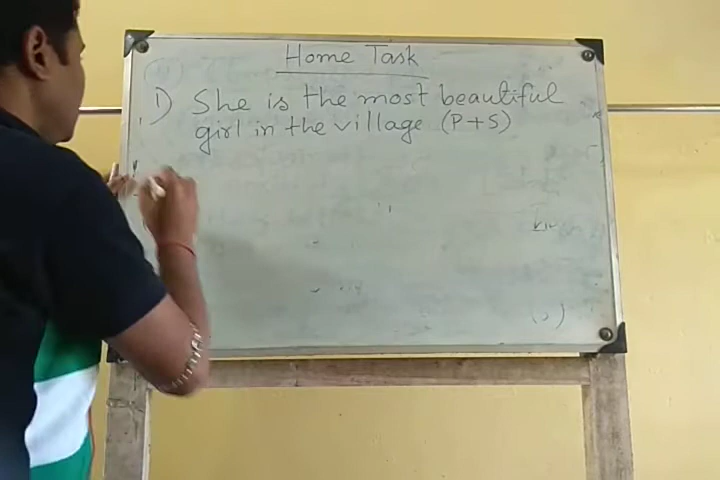 Home Task
1) She is the most beautiful
girl in the village (P+S)